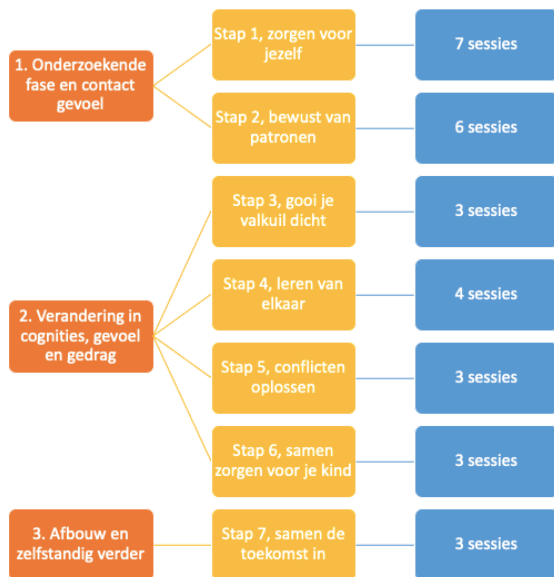 1. Onderzoekende
fase en contact
gevoel
Stap 1, zorgen voor
jezelf
7 sessies
Stap 2, bewust van
patronen
6 sessies
2. Verandering in
cognities, gevoel
en gedrag
Stap 3, gooi je
valkuil dicht
3 sessies
Stap 4, leren van
elkaar
4 sessies
Stap 5, conflicten
oplossen
3 sessies
Stap 6, samen
zorgen voor je kind
3 sessies
3. Afbouw en
zelfstandig verder
Stap 7, samen de
toekomst in
3 sessies